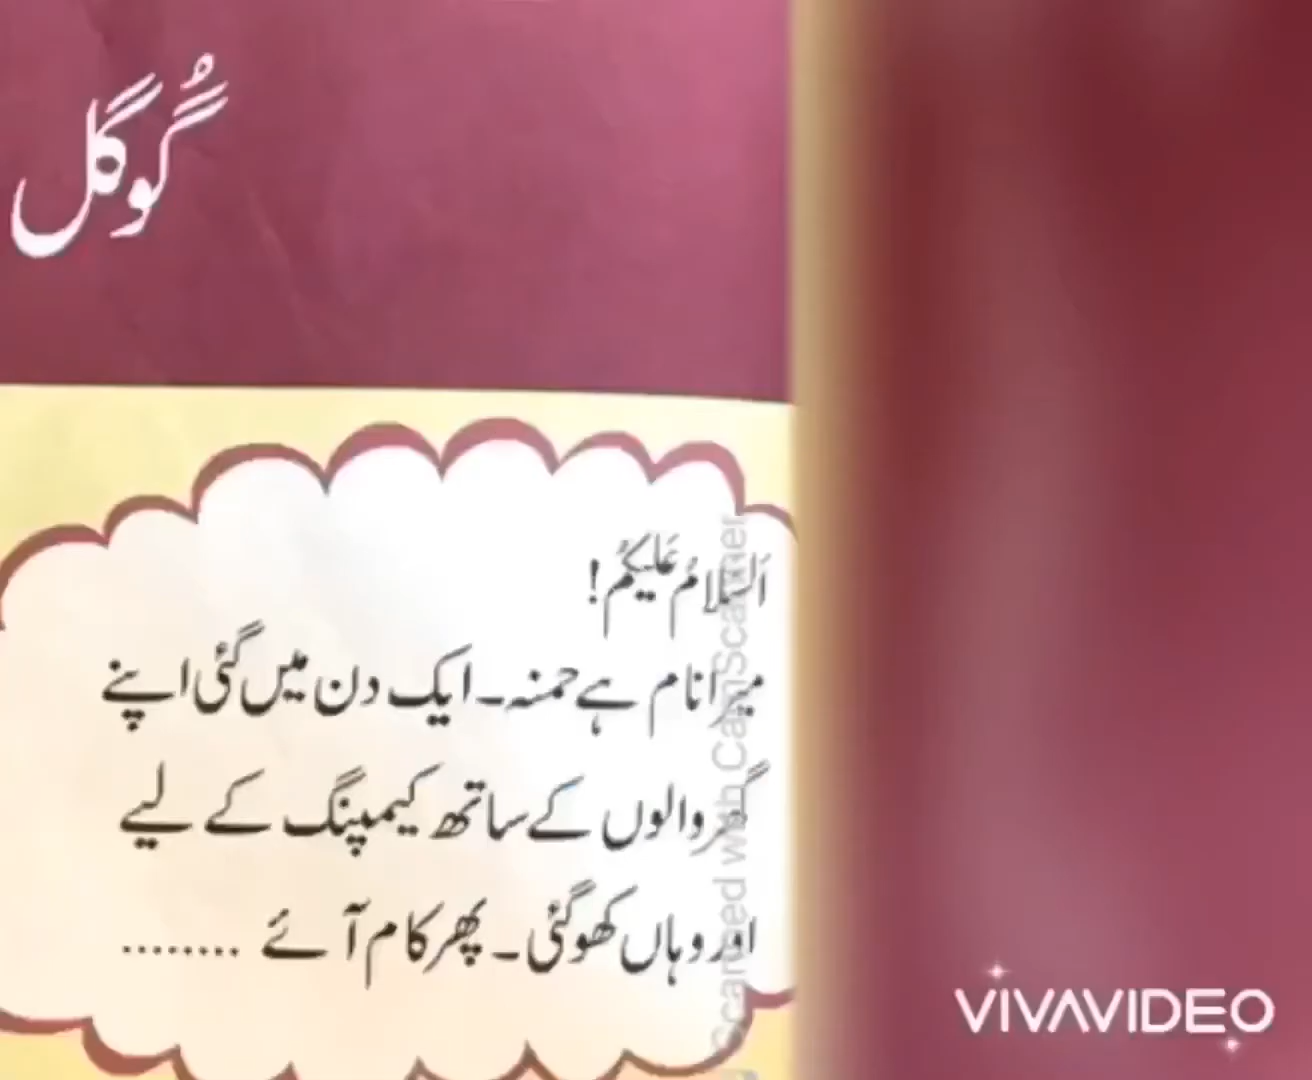 گُوگل
اَلسَّلَامُ عَلَیکُم!
میرا نام ہے حمنہ۔ ایک دن میں گئی اپنے
گھر والوں کے ساتھ کیمپنگ کے لیے
اور وہاں کھو گئی۔ پھر کام آئے ........
Scanned with CamScanner
VIVAVIDEO